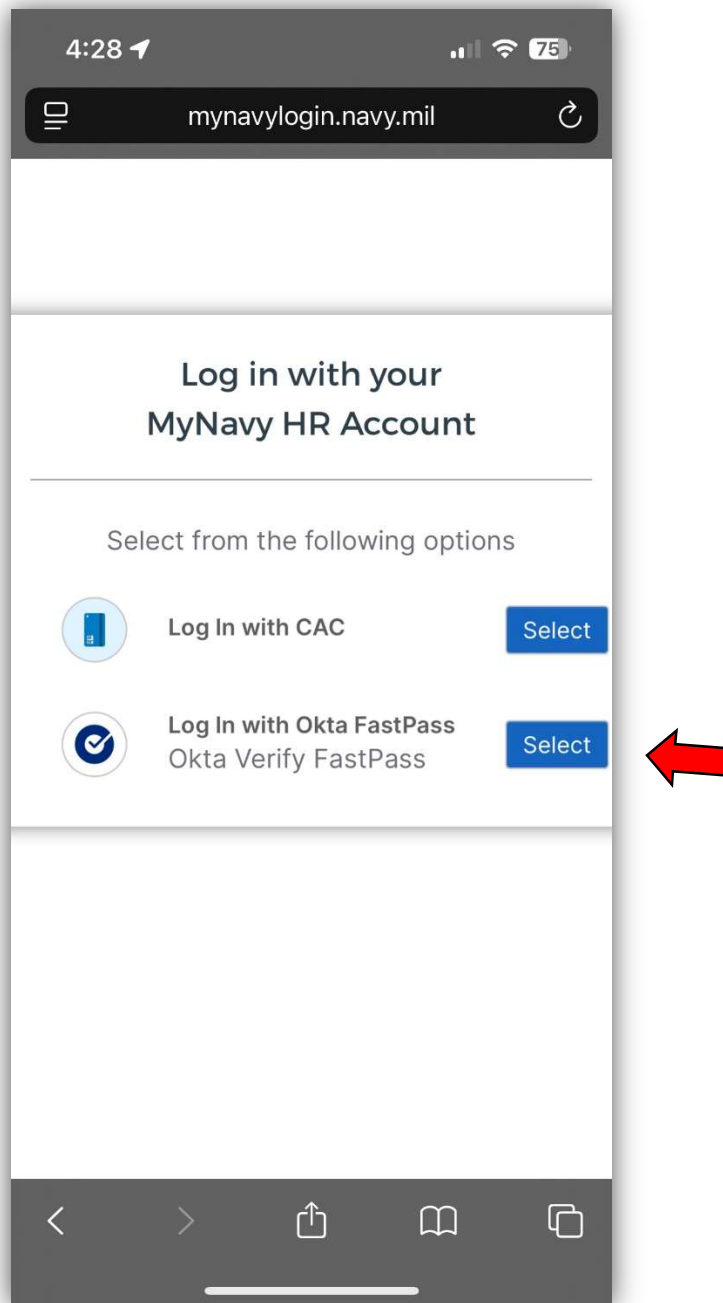 4:28
75
mynavylogin.navy.mil
Log in with your
MyNavy HR Account
Select from the following options
Log In with CAC
Select
Log In with Okta FastPass
Okta Verify FastPass
Select